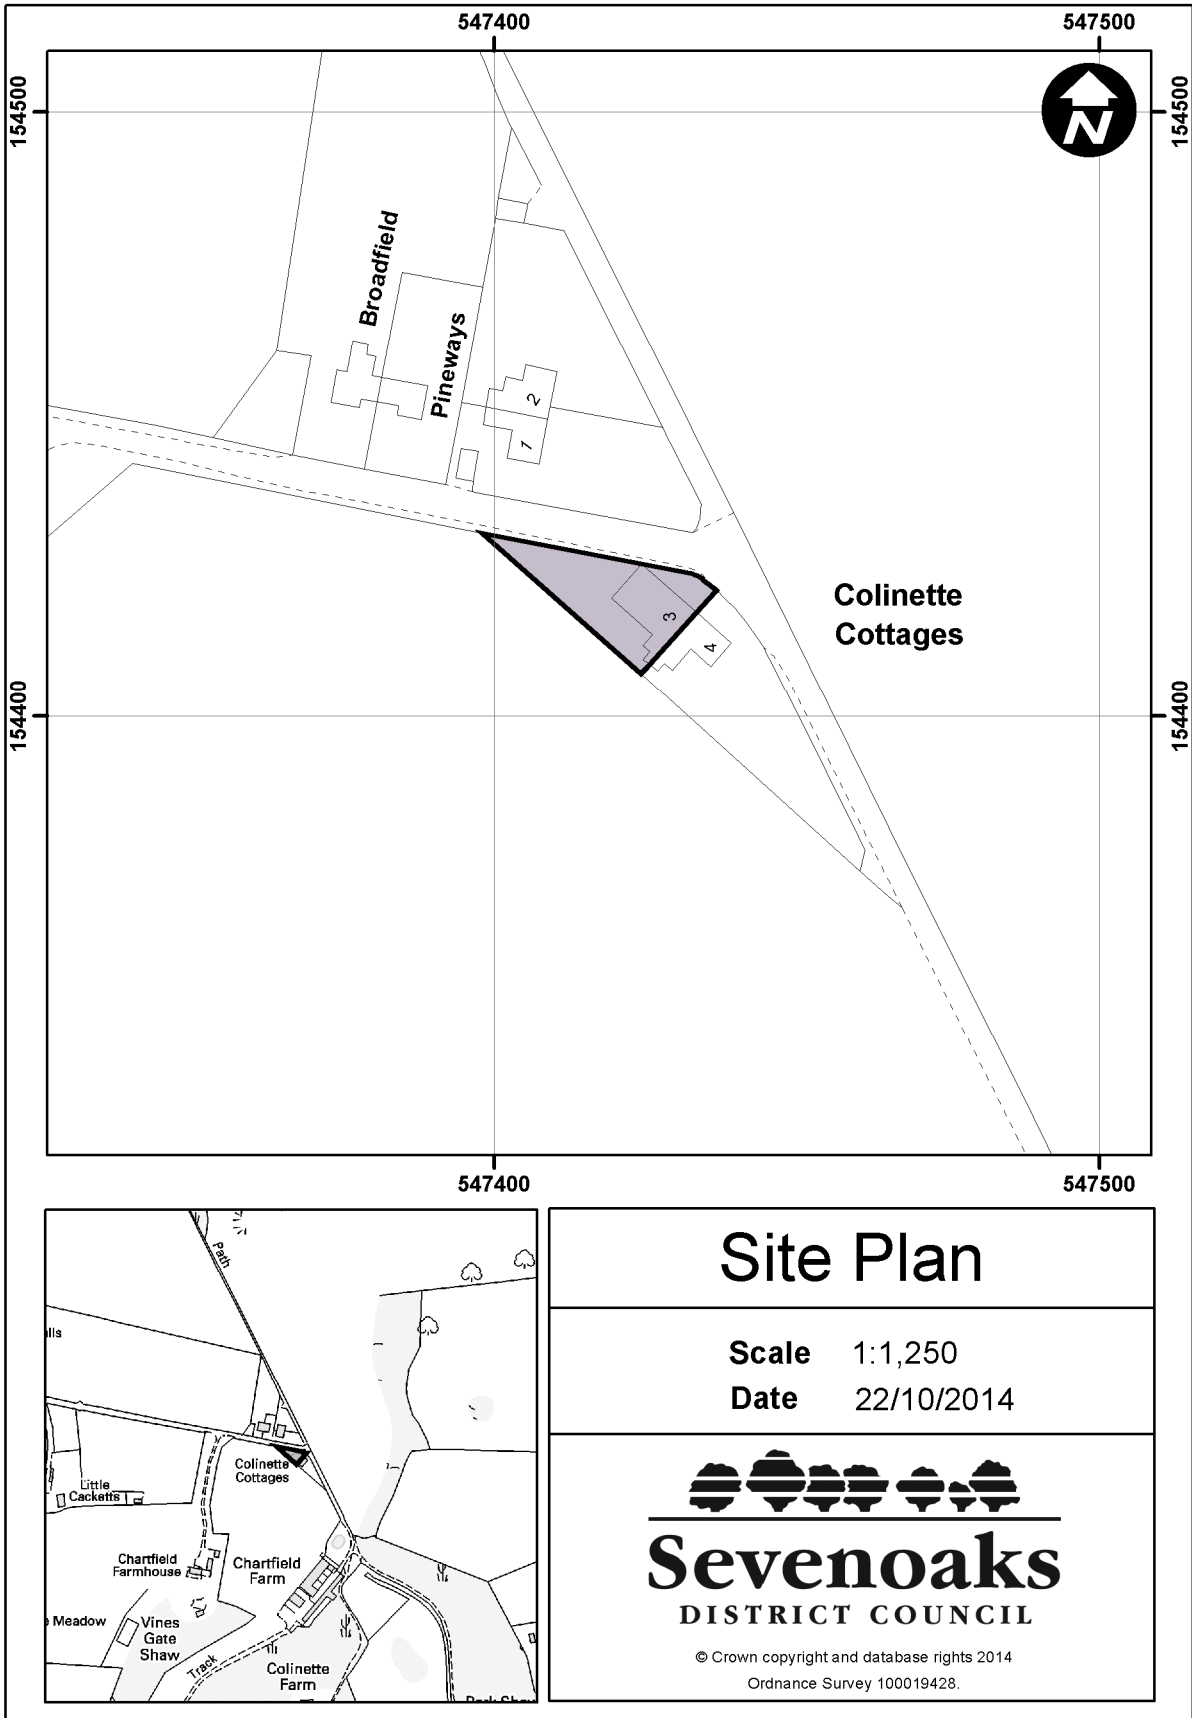 547400
547500
154500
154500
N
Broadfield
Pineways
2
1
3
4
Colinette
Cottages
154400
154400
547400
547500
Path
Colinette
Cottages
Little
Cacketts
Chartfield
Farmhouse
Chartfield
Farm
Meadow
Vines
Gate
Shaw
Track
Colinette
Farm
Site Plan
Scale 1:1,250
Date 22/10/2014
Sevenoaks
DISTRICT COUNCIL
© Crown copyright and database rights 2014
Ordnance Survey 100019428.